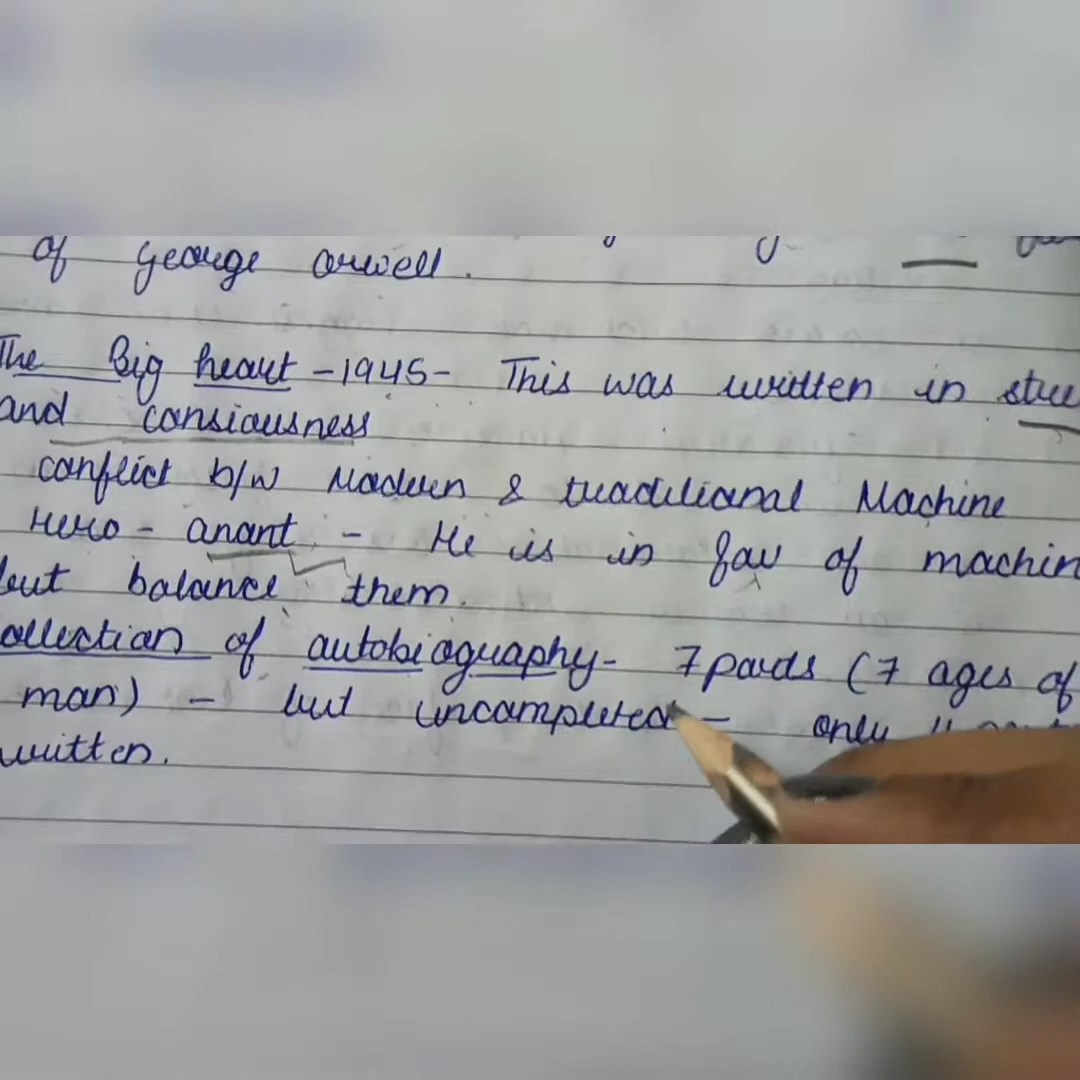 of George orwell.
The Big heart - 1945 - This was written in
and consiousness
conflict b/w Modern & traditional Machine
Hero - anant - He is in fav of machin
but balance them.
ollection of autobiography - 7 parts (7 ages of
man) - but uncompleted - only
written.